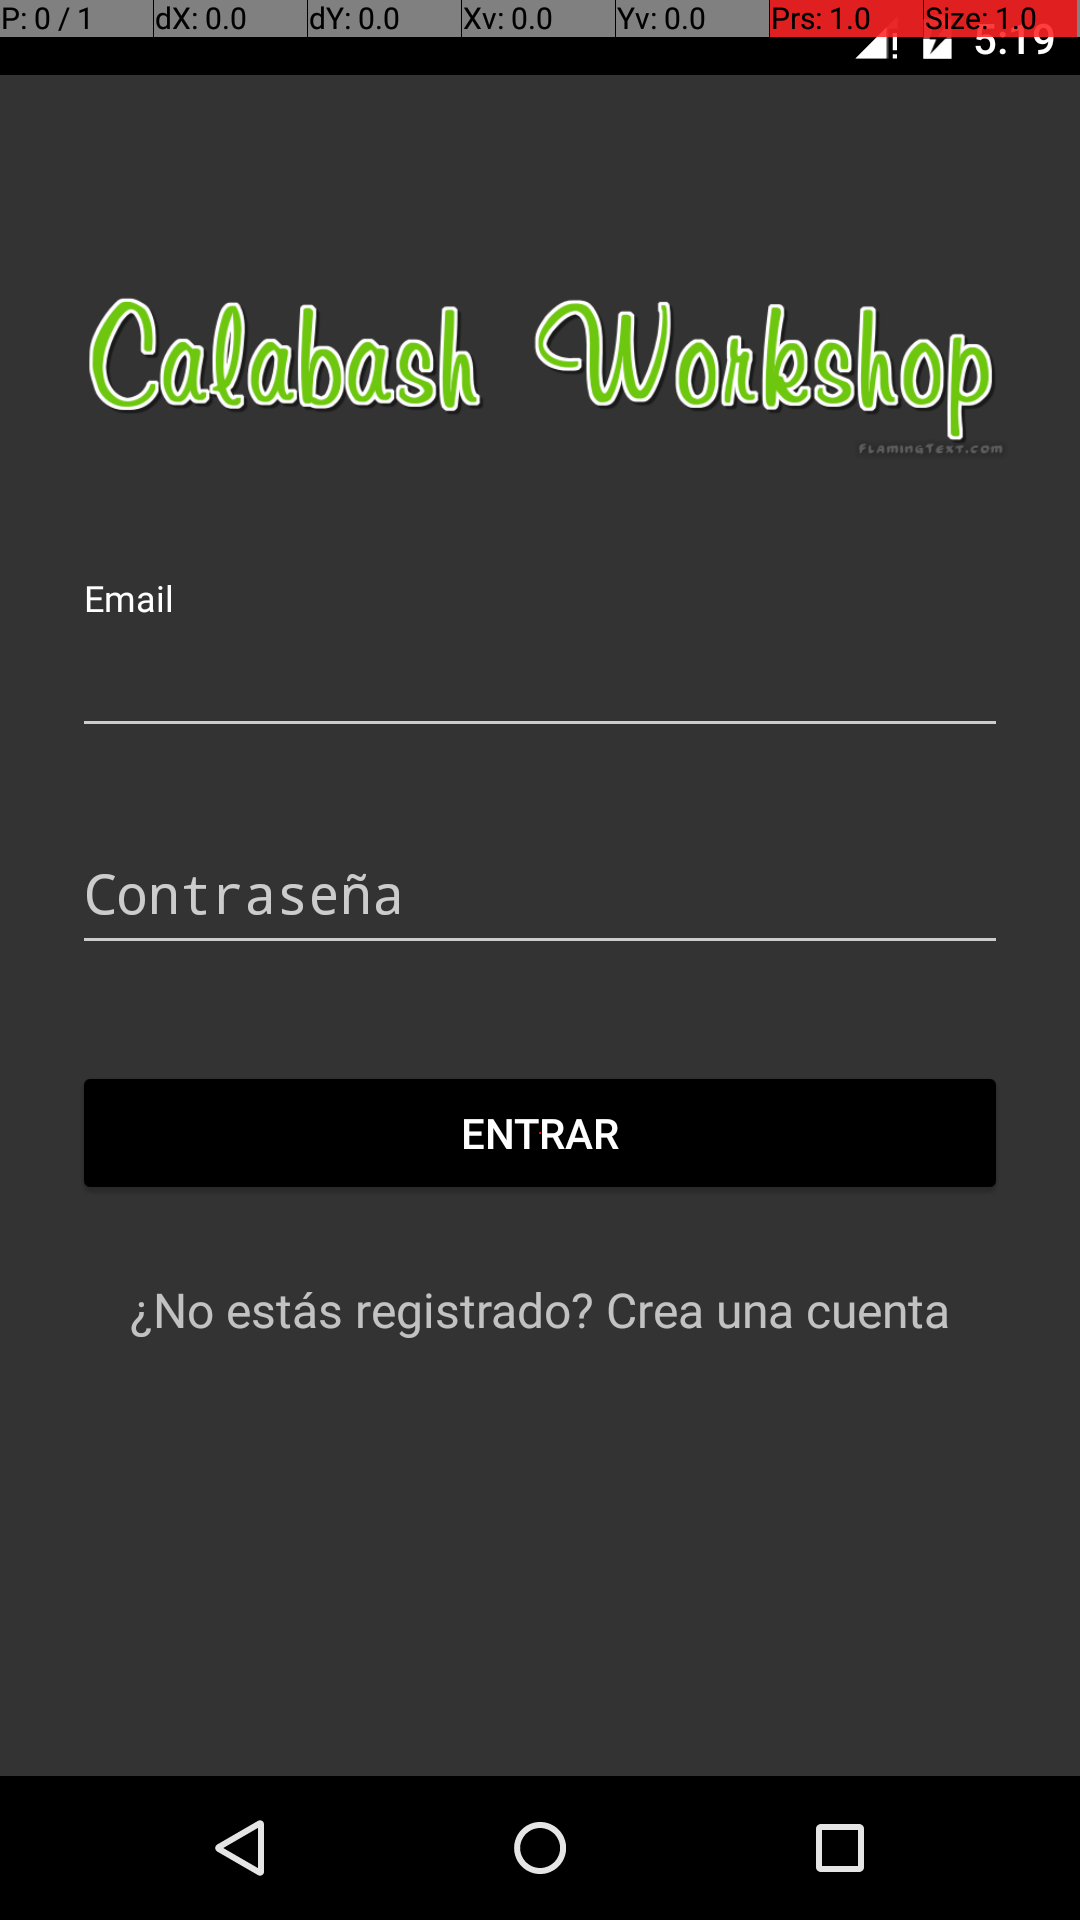 P: 0 / 1 dX: 0.0 dY: 0.0 Xv: 0.0 Yv: 0.0 Prs: 1.0 Size: 1.0
5:19
Calabash Workshop
FlamingText.com
Email
Contraseña
ENTRAR
¿No estás registrado? Crea una cuenta